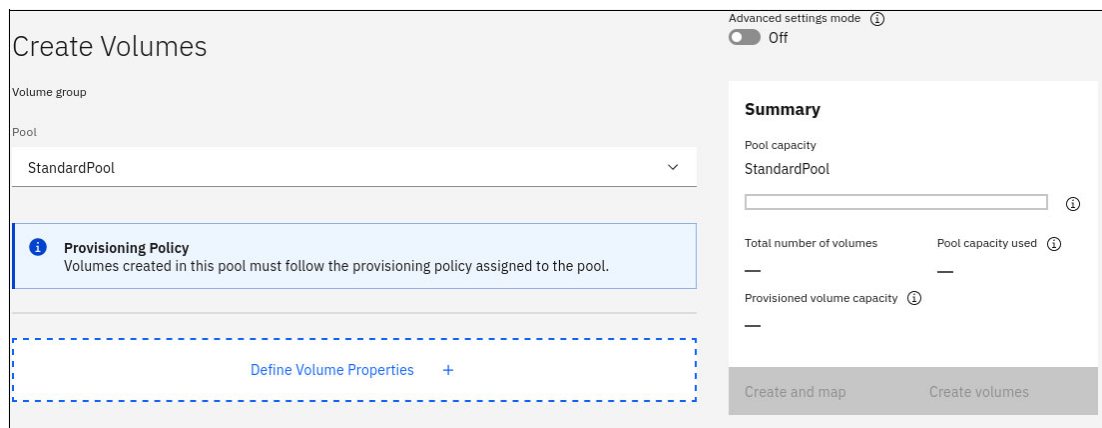 Create Volumes
Volume group
Pool
StandardPool
Provisioning Policy
Volumes created in this pool must follow the provisioning policy assigned to the pool.
Define Volume Properties +
Advanced settings mode
Off
Summary
Pool capacity
StandardPool
Total number of volumes Pool capacity used
— —
Provisioned volume capacity
—
Create and map Create volumes